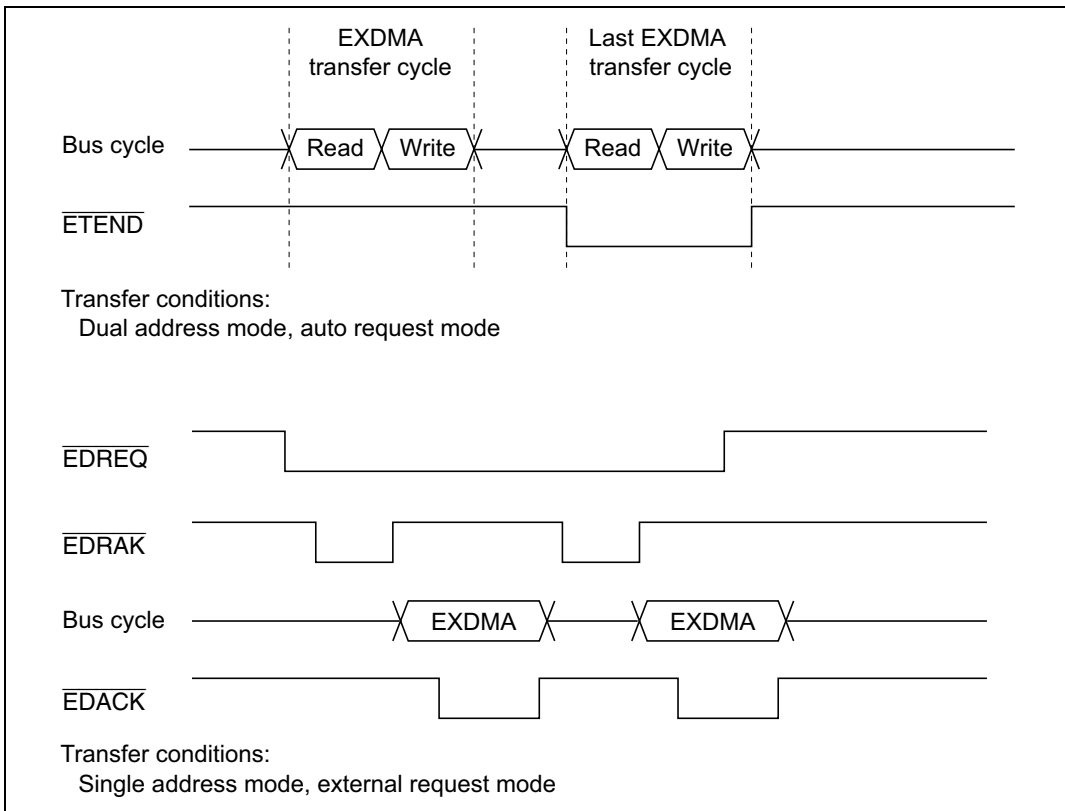 EXDMA
transfer cycle
Last EXDMA
transfer cycle
Bus cycle
Read
Write
Read
Write
ETEND
Transfer conditions:
Dual address mode, auto request mode
EDREQ
EDRAK
Bus cycle
EXDMA
EXDMA
EDACK
Transfer conditions:
Single address mode, external request mode